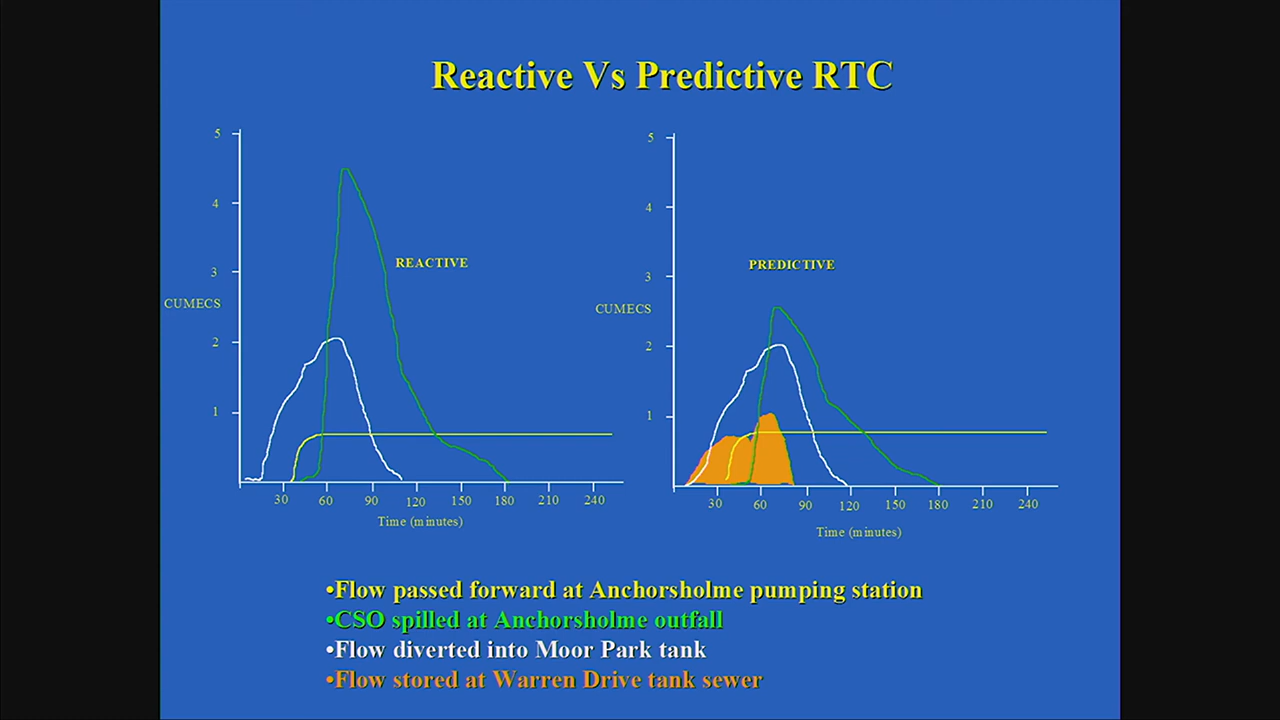 Reactive Vs Predictive RTC
5
4
3
CUMECS
2
1
REACTIVE
30 60 90 120 150 180 210 240
Time (minutes)
5
4
3
CUMECS
2
1
PREDICTIVE
30 60 90 120 150 180 210 240
Time (minutes)
•Flow passed forward at Anchorsholme pumping station
•CSO spilled at Anchorsholme outfall
•Flow diverted into Moor Park tank
•Flow stored at Warren Drive tank sewer